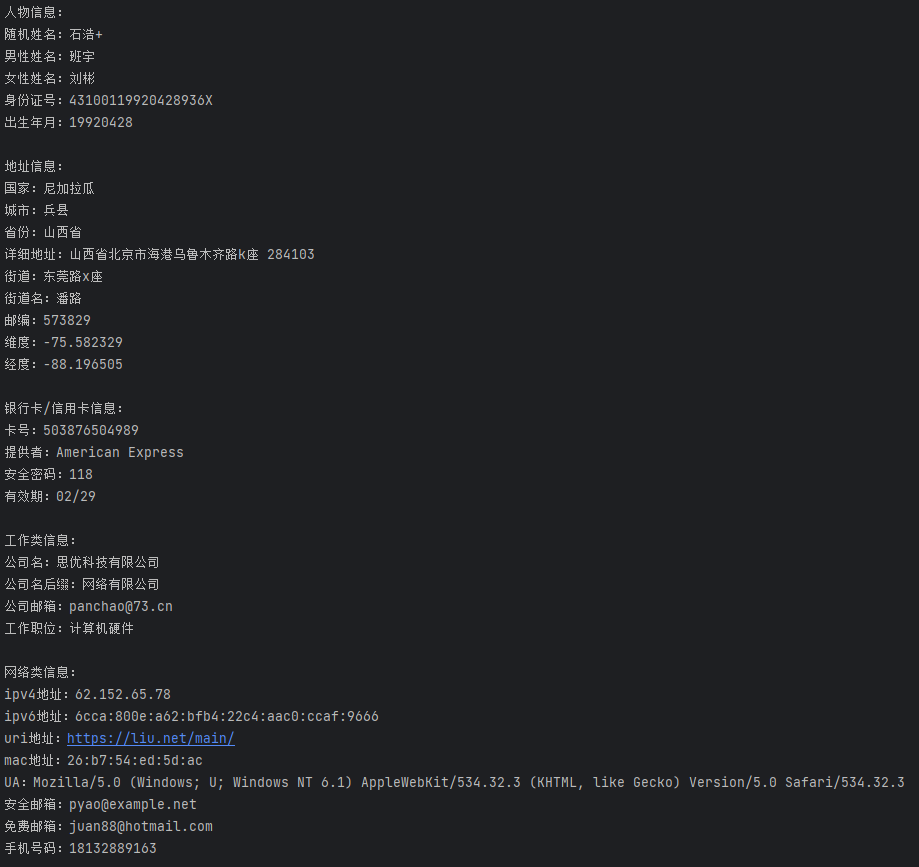 人物信息：
随机姓名：石浩+
男性姓名：班宇
女性姓名：刘彬
身份证号：43100119920428936X
出生年月：19920428
地址信息：
国家：尼加拉瓜
城市：兵县
省份：山西省
详细地址：山西省北京市海港乌鲁木齐路k座 284103
街道：东莞路x座
街道名：潘路
邮编：573829
维度：-75.582329
经度：-88.196505
银行卡/信用卡信息：
卡号：503876504989
提供者：American Express
安全密码：118
有效期：02/29
工作类信息：
公司名：思优科技有限公司
公司名后缀：网络有限公司
公司邮箱：panchao@73.cn
工作职位：计算机硬件
网络类信息：
ipv4地址：62.152.65.78
ipv6地址：6cca:800e:a62:bfb4:22c4:aac0:ccaf:9666
uri地址：https://liu.net/main/
mac地址：26:b7:54:ed:5d:ac
UA：Mozilla/5.0 (Windows; U; Windows NT 6.1) AppleWebKit/534.32.3 (KHTML, like Gecko) Version/5.0 Safari/534.32.3
安全邮箱：pyao@example.net
免费邮箱：juan88@hotmail.com
手机号码：18132889163